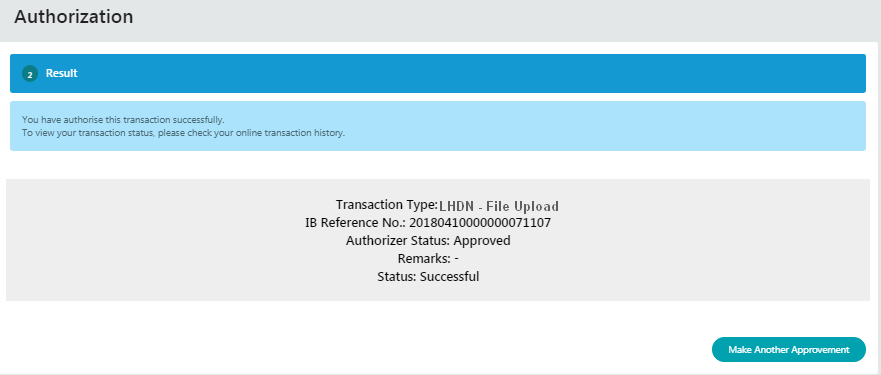 Authorization
2 Result
You have authorise this transaction successfully.
To view your transaction status, please check your online transaction history.
Transaction Type: LHDN - File Upload
IB Reference No.: 20180410000000071107
Authorizer Status: Approved
Remarks: -
Status: Successful
Make Another Approvement